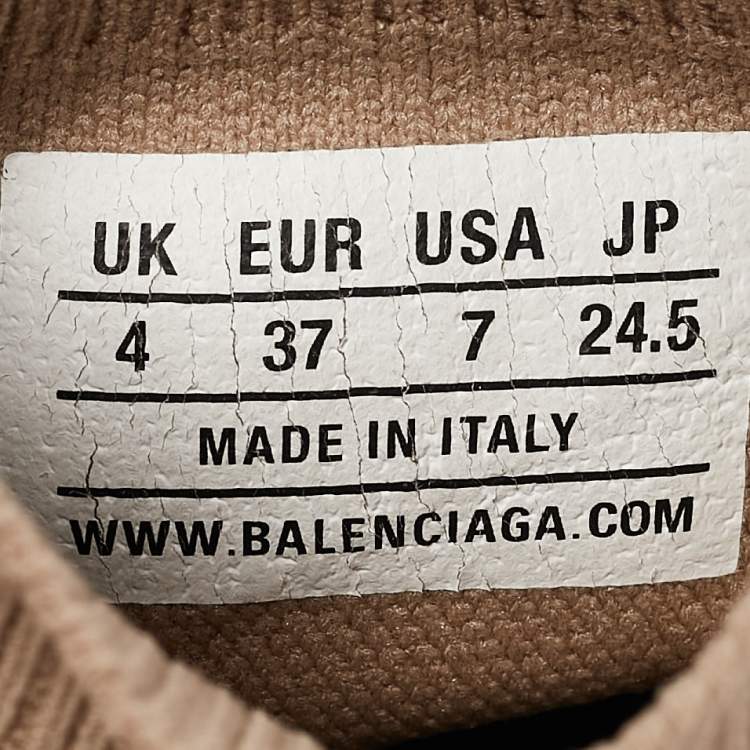 UK EUR USA JP
4 37 7 24.5
MADE IN ITALY
WWW.BALENCIAGA.COM